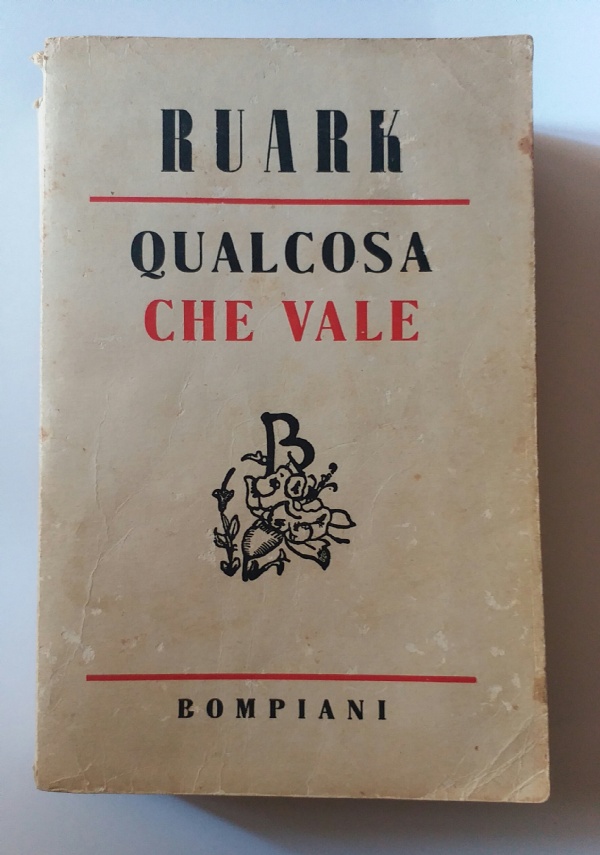 RUARK
QUALCOSA
CHE VALE
B
BOMPIANI